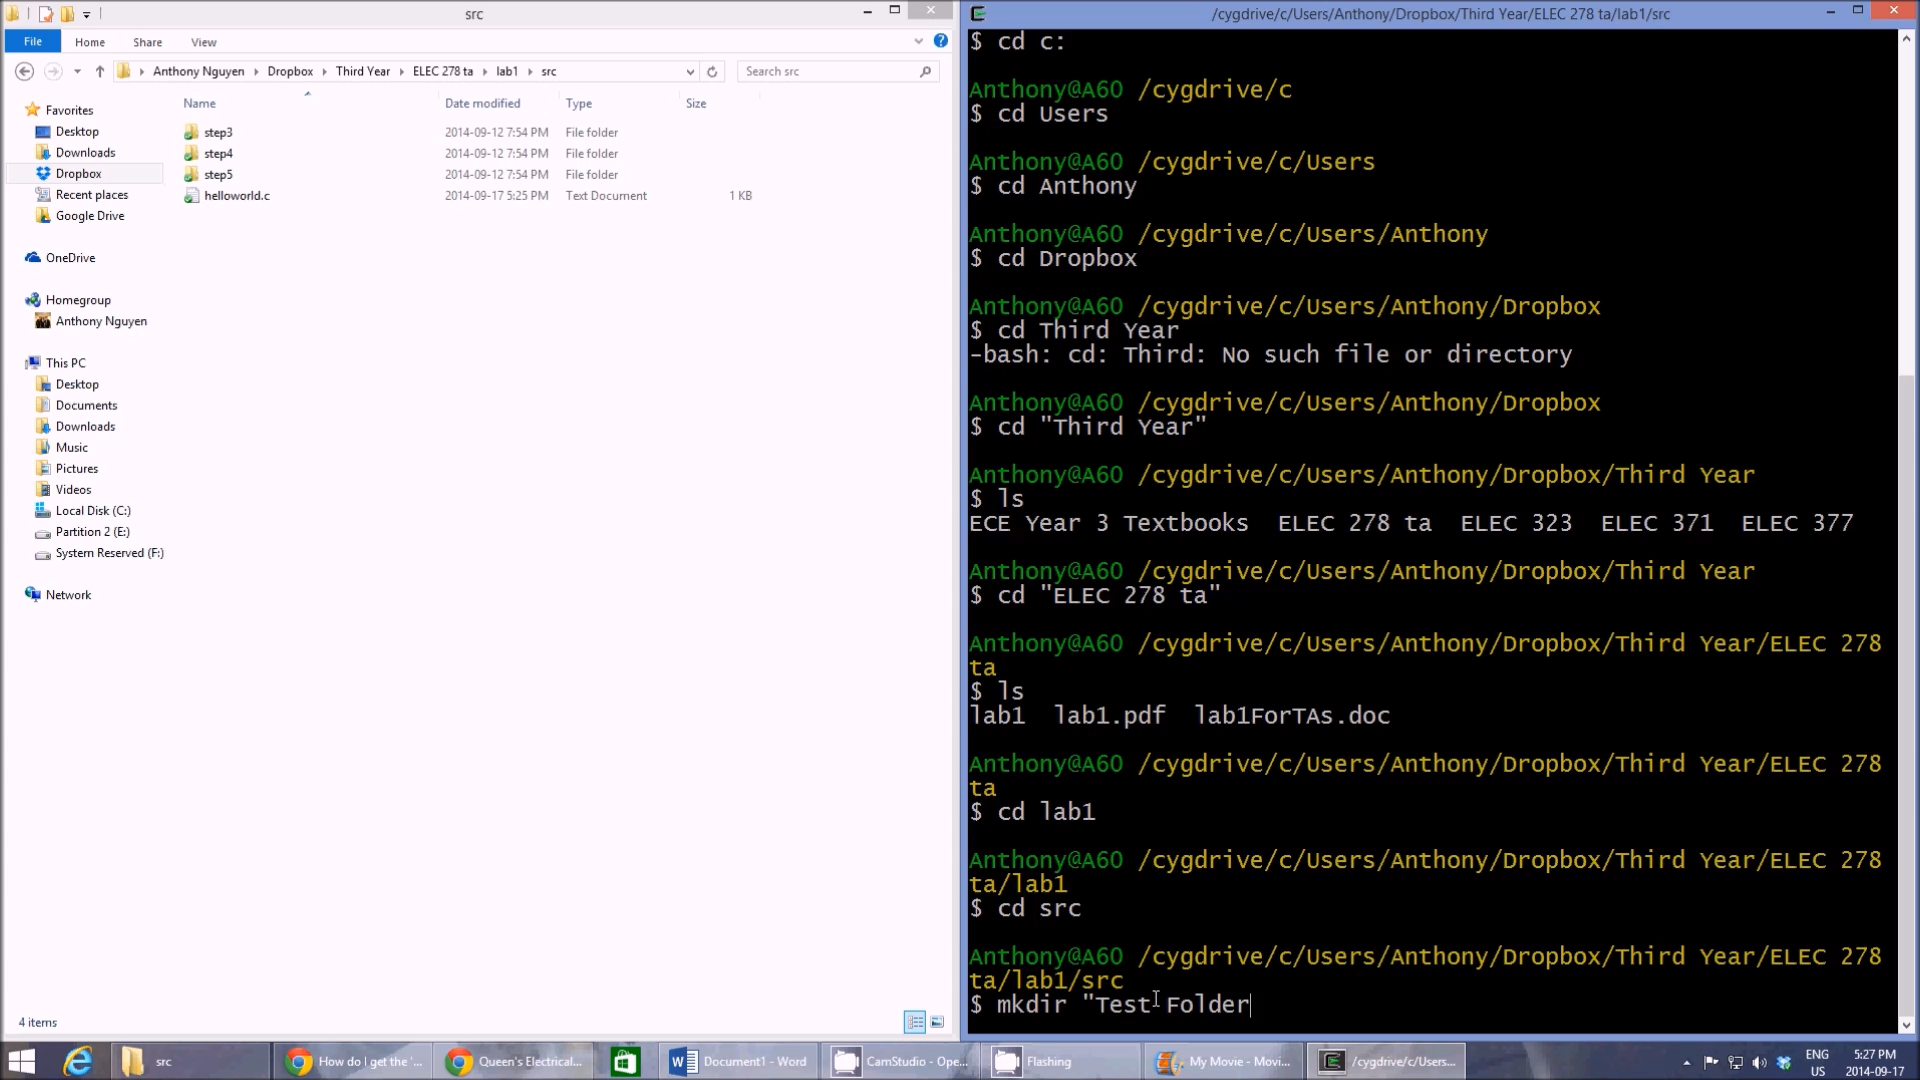 src
File Home Share View
Anthony Nguyen Dropbox Third Year ELEC 278 ta lab1 src
Search src
Name Date modified Type Size
step3 2014-09-12 7:54 PM File folder
step4 2014-09-12 7:54 PM File folder
step5 2014-09-12 7:54 PM File folder
helloworld.c 2014-09-17 5:25 PM Text Document 1 KB
Favorites
Desktop
Downloads
Dropbox
Recent places
Google Drive
OneDrive
Homegroup
Anthony Nguyen
This PC
Desktop
Documents
Downloads
Music
Pictures
Videos
Local Disk (C:)
Partition 2 (E:)
System Reserved (F:)
Network
4 items
/cygdrive/c/Users/Anthony/Dropbox/Third Year/ELEC 278 ta/lab1/src
$ cd c:
Anthony@A60 /cygdrive/c
$ cd Users
Anthony@A60 /cygdrive/c/Users
$ cd Anthony
Anthony@A60 /cygdrive/c/Users/Anthony
$ cd Dropbox
Anthony@A60 /cygdrive/c/Users/Anthony/Dropbox
$ cd Third Year
-bash: cd: Third: No such file or directory
Anthony@A60 /cygdrive/c/Users/Anthony/Dropbox
$ cd "Third Year"
Anthony@A60 /cygdrive/c/Users/Anthony/Dropbox/Third Year
$ ls
ECE Year 3 Textbooks ELEC 278 ta ELEC 323 ELEC 371 ELEC 377
Anthony@A60 /cygdrive/c/Users/Anthony/Dropbox/Third Year
$ cd "ELEC 278 ta"
Anthony@A60 /cygdrive/c/Users/Anthony/Dropbox/Third Year/ELEC 278
ta
$ ls
lab1 lab1.pdf lab1ForTAs.doc
Anthony@A60 /cygdrive/c/Users/Anthony/Dropbox/Third Year/ELEC 278
ta
$ cd lab1
Anthony@A60 /cygdrive/c/Users/Anthony/Dropbox/Third Year/ELEC 278
ta/lab1
$ cd src
Anthony@A60 /cygdrive/c/Users/Anthony/Dropbox/Third Year/ELEC 278
ta/lab1/src
$ mkdir "Test Folder
src How do I get the '... Queen's Electrical... Document1 - Word CamStudio - Ope... Flashing My Movie - Movi... /cygdrive/c/Users...
ENG 5:27 PM
US 2014-09-17